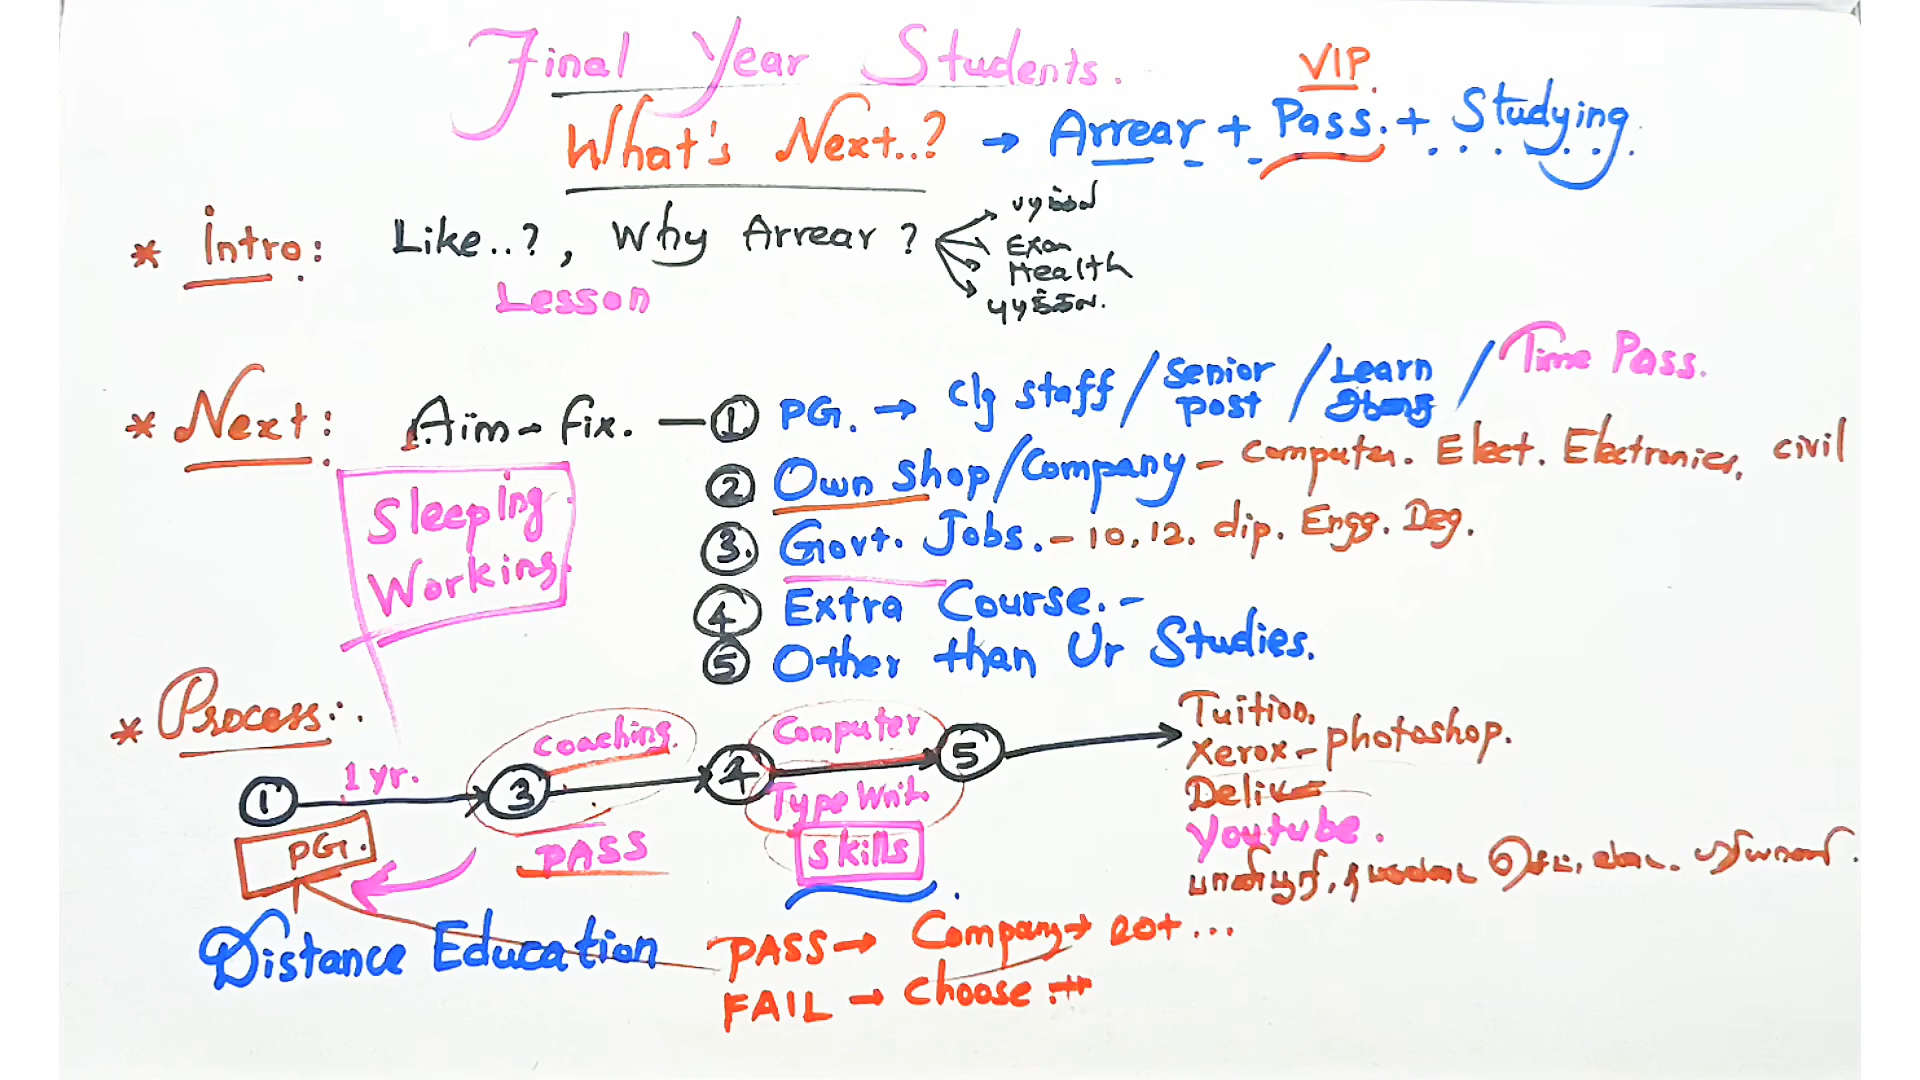 Final Year Students.
VIP.
What's Next..? → Arrear + Pass. + Studying.
* Intro: Like..?, Why Arrear ?
Exam
Health
Lesson
* Next: Aim - fix. — ① PG. → Clg staff / Senior post / Learn / Time Pass.
② Own Shop/Company - Computer. Elect. Electronics, civil
Sleeping
Working
③. Govt. Jobs. - 10, 12. dip. Engg. Deg.
④ Extra Course. -
⑤ Other than Ur Studies.
* Process:
① 1 yr. → ③ Coaching. → ④ Computer → ⑤ →
Type Writ.
Skills
PASS
PG.
Tuition,
Xerox - photoshop.
Youtube.
Distance Education
PASS → Company → 20+ ...
FAIL → Choose